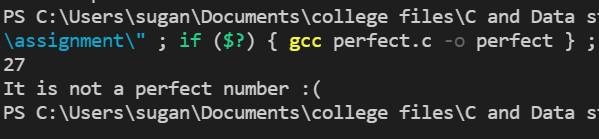 PS C:\Users\sugan\Documents\college files\C and Data
\assignment\" ; if ($?) { gcc perfect.c -o perfect } ;
27
It is not a perfect number :(
PS C:\Users\sugan\Documents\college files\C and Data